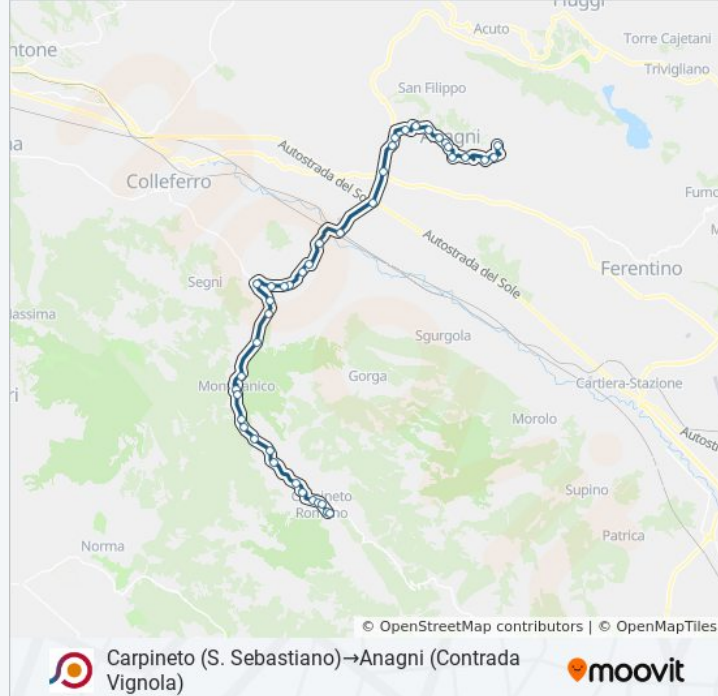 Fiuggi
ntone
Acuto
Torre Cajetani
Trivigliano
San Filippo
Anagni
Autostrada del Sole
Colleferro
Fumo
Autostrada del Sole
Ferentino
Segni
Massima
Sgurgola
Gorga
Montelanico
Cartiera-Stazione
Morolo
Autost
Supino
Carpineto
Romano
Patrica
Norma
© OpenStreetMap contributors | © OpenMapTiles
Carpineto (S. Sebastiano)→Anagni (Contrada
Vignola)
moovit